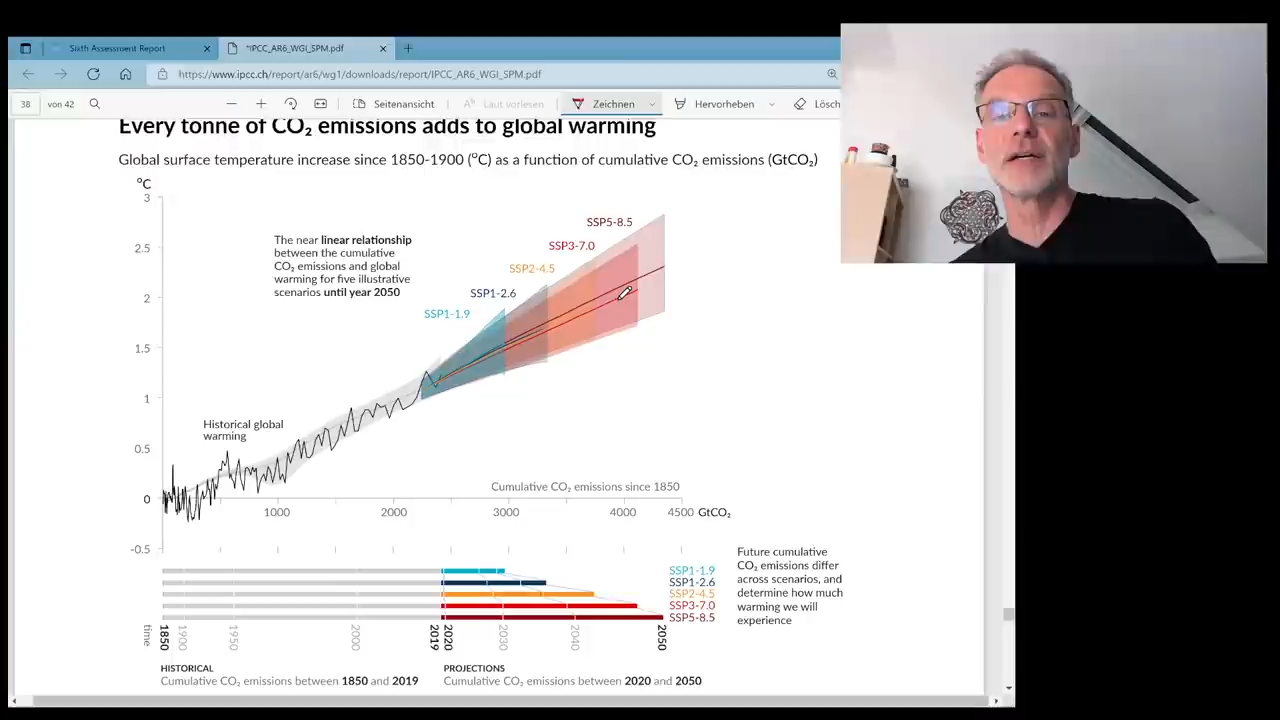 Sixth Assessment Report
*IPCC_AR6_WGI_SPM.pdf
https://www.ipcc.ch/report/ar6/wg1/downloads/report/IPCC_AR6_WGI_SPM.pdf
38 von 42 Seitenansicht Laut vorlesen Zeichnen Hervorheben Lösch
Every tonne of CO₂ emissions adds to global warming
Global surface temperature increase since 1850-1900 (°C) as a function of cumulative CO₂ emissions (GtCO₂)
°C
3
SSP5-8.5
The near linear relationship
between the cumulative
CO₂ emissions and global
warming for five illustrative
scenarios until year 2050
2.5
SSP3-7.0
SSP2-4.5
SSP1-2.6
2
SSP1-1.9
1.5
1
Historical global
warming
0.5
Cumulative CO₂ emissions since 1850
0
1000 2000 3000 4000 4500 GtCO₂
-0.5
SSP1-1.9
SSP1-2.6
SSP2-4.5
SSP3-7.0
SSP5-8.5
Future cumulative
CO₂ emissions differ
across scenarios, and
determine how much
warming we will
experience
time 1850 1900 1950 2000 2019 2020 2030 2040 2050
HISTORICAL
Cumulative CO₂ emissions between 1850 and 2019
PROJECTIONS
Cumulative CO₂ emissions between 2020 and 2050